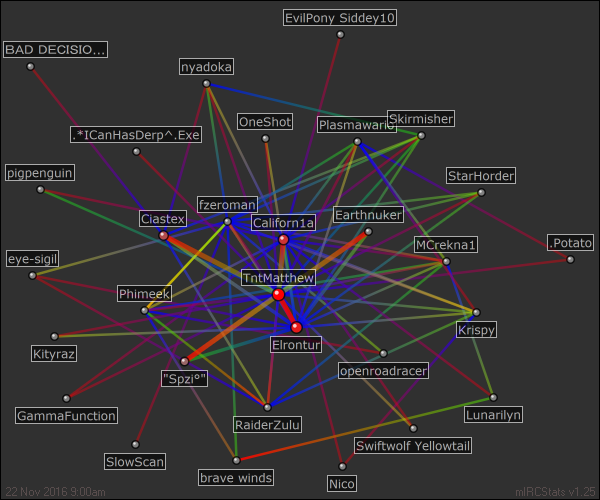 EvilPony Siddey10
BAD DECISIO...
nyadoka
OneShot
Plasmawario
Skirmisher
.*ICanHasDerp^.Exe
pigpenguin
StarHorder
fzeroman
Earthnuker
Ciastex
Californ1a
MCrekna1
.Potato
eye-sigil
TntMatthew
Phimeek
Krispy
Elrontur
Kityraz
openroadracer
"Spzi°"
GammaFunction
Lunarilyn
RaiderZulu
Swiftwolf Yellowtail
SlowScan
brave winds
Nico
22 Nov 2016 9:00am
mIRCStats v1.25